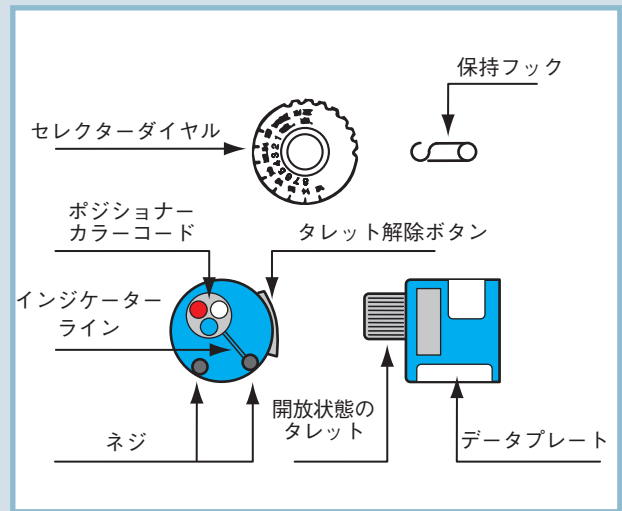 保持フック
セレクターダイヤル
ポジショナー
カラーコード
タレット解除ボタン
インジケーター
ライン
開放状態の
タレット
ネジ
データプレート